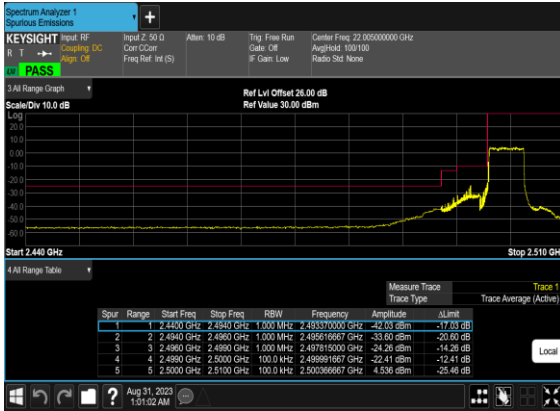 Spectrum Analyzer 1
Spurious Emissions
+
KEYSIGHT Input: RF Input Z: 50 Ω Atten: 10 dB Trig: Free Run Center Freq: 22.005000000 GHz
R T Coupling: DC Corr CCorr Gate: Off Avg|Hold: 100/100
Align: Off Freq Ref: Int (S) IF Gain: Low Radio Std: None
PASS
3 All Range Graph
Ref Lvl Offset 26.00 dB
Scale/Div 10.0 dB Ref Value 30.00 dBm
Log
20.0
10.0
0.00
-10.0
-20.0
-30.0
-40.0
-50.0
-60.0
Start 2.440 GHz Stop 2.510 GH
4 All Range Table
Measure Trace Trace 1
Trace Type Trace Average (Active)
Spur Range Start Freq Stop Freq RBW Frequency Amplitude ΔLimit
1 1 2.4400 GHz 2.4940 GHz 1.000 MHz 2.493370000 GHz -42.03 dBm -17.03 dB
2 2 2.4940 GHz 2.4960 GHz 1.000 MHz 2.495616667 GHz -33.60 dBm -20.60 dB
3 3 2.4960 GHz 2.4990 GHz 1.000 MHz 2.497815000 GHz -24.26 dBm -14.26 dB
4 4 2.4990 GHz 2.5000 GHz 100.0 kHz 2.499991667 GHz -22.41 dBm -12.41 dB
5 5 2.5000 GHz 2.5100 GHz 100.0 kHz 2.500366667 GHz 4.536 dBm -25.46 dB
Local
? Aug 31, 2023
1:01:02 AM